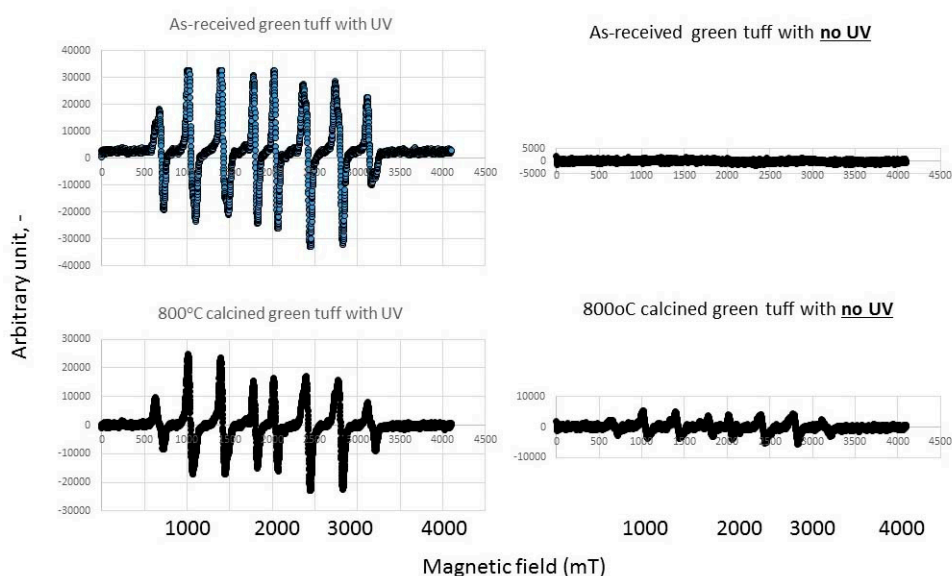 As-received green tuff with UV
40000
30000
20000
10000
0
-10000
-20000
-30000
-40000
0 500 1000 1500 2000 2500 3000 3500 4000 4500
As-received green tuff with no UV
5000
0
-5000
0 500 1000 1500 2000 2500 3000 3500 4000 4500
Arbitrary unit, -
800°C calcined green tuff with UV
30000
20000
10000
0
-10000
-20000
-30000
0 500 1000 1500 2000 2500 3000 3500 4000 4500
800oC calcined green tuff with no UV
10000
0
-10000
0 500 1000 1500 2000 2500 3000 3500 4000 4500
1000 2000 3000 4000
1000 2000 3000 4000
Magnetic field (mT)